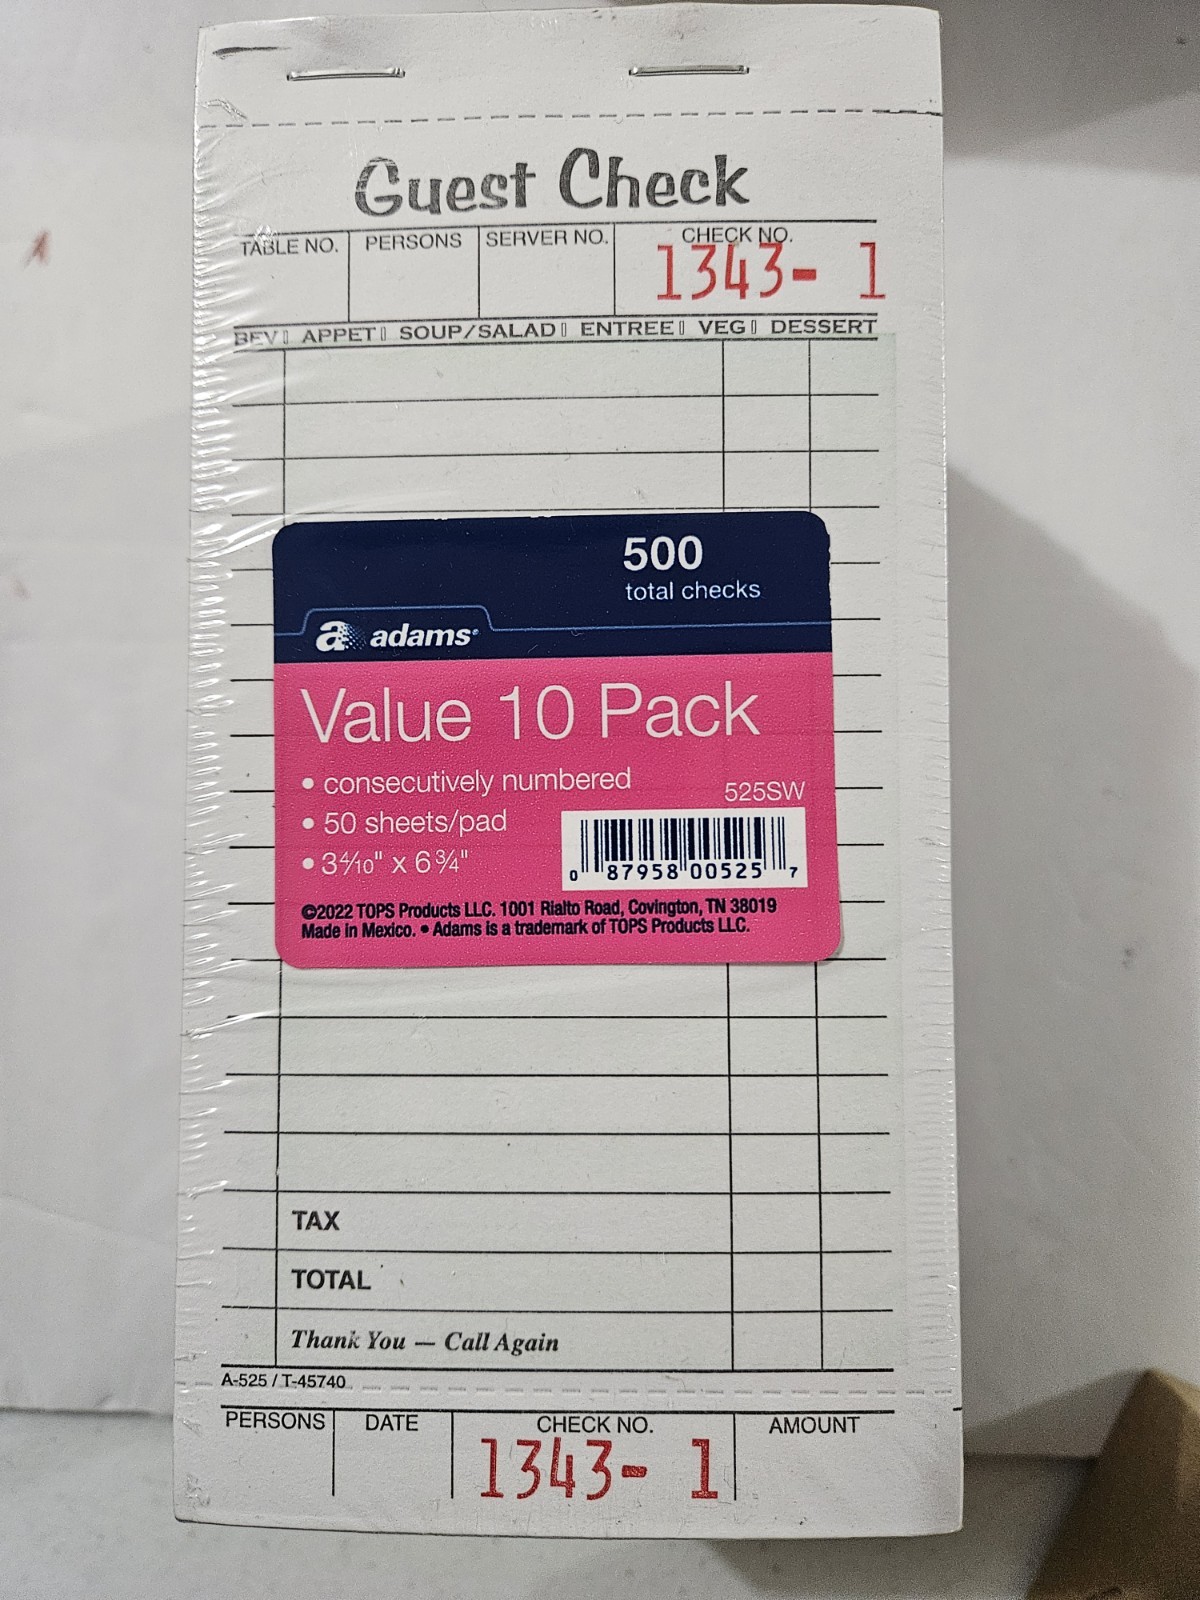 Guest Check
TABLE NO. PERSONS SERVER NO. CHECK NO.
1343- 1
BEV▯ APPET▯ SOUP/SALAD▯ ENTREE▯ VEG▯ DESSERT
500
total checks
a adams
Value 10 Pack
• consecutively numbered
525SW
• 50 sheets/pad
• 3 4/10" x 6 3/4"
0 87958 00525 7
©2022 TOPS Products LLC. 1001 Rialto Road, Covington, TN 38019
Made in Mexico. • Adams is a trademark of TOPS Products LLC.
TAX
TOTAL
Thank You — Call Again
A-525 / T-45740
PERSONS DATE CHECK NO. AMOUNT
1343- 1